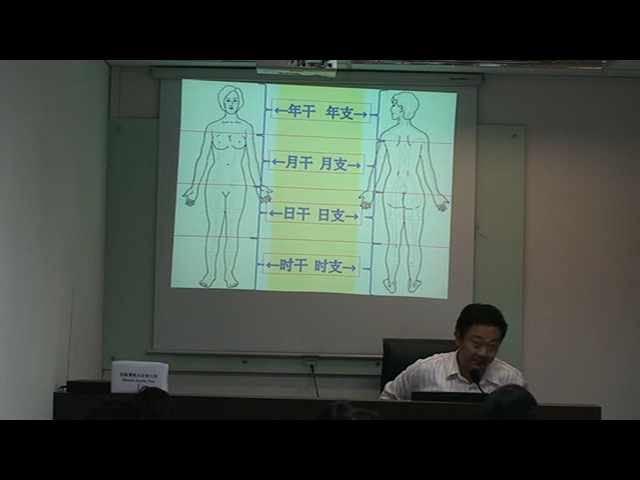 ←年干 年支→
←月干 月支→
←日干 日支→
←时干 时支→